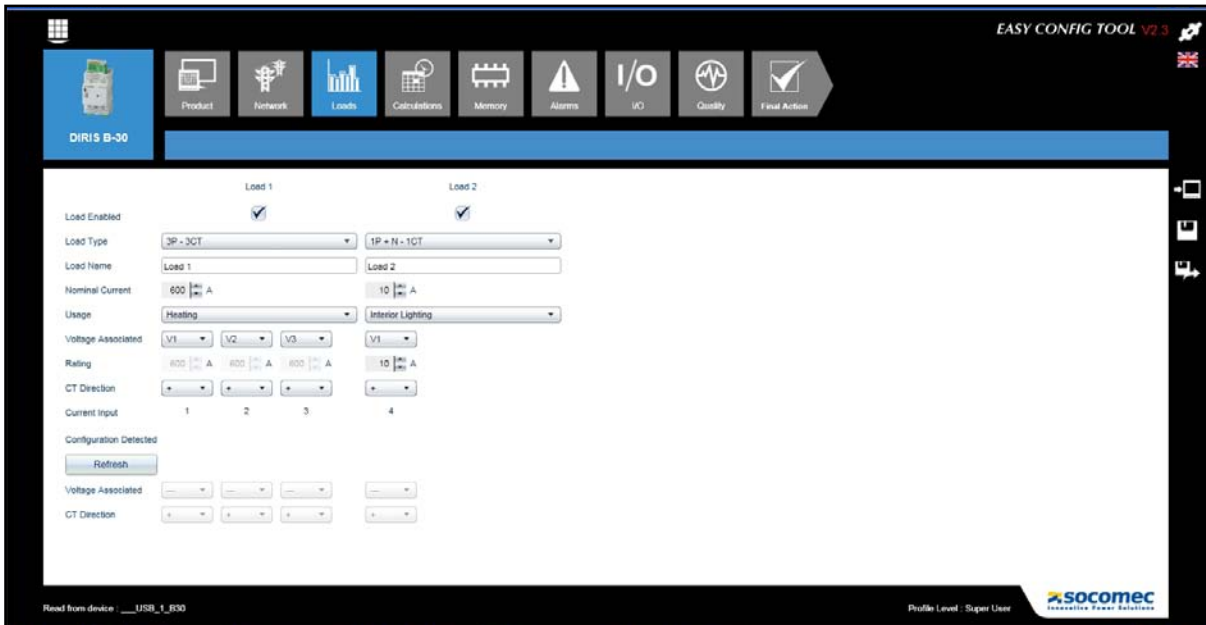 EASY CONFIG TOOL V2.3
Product Network Loads Calculations Memory Alarms I/O I/O Quality Final Action
DIRIS B-30
Load 1 Load 2
Load Enabled
Load Type 3P - 3CT 1P + N - 1CT
Load Name Load 1 Load 2
Nominal Current 600 A 10 A
Usage Heating Interior Lighting
Voltage Associated V1 V2 V3 V1
Rating 600 A 600 A 600 A 10 A
CT Direction + + + +
Current Input 1 2 3 4
Configuration Detected
Refresh
Voltage Associated --- --- --- ---
CT Direction + + + +
Read from device : ___USB_1_B30 Profile Level : Super User
socomec
Innovative Power Solutions